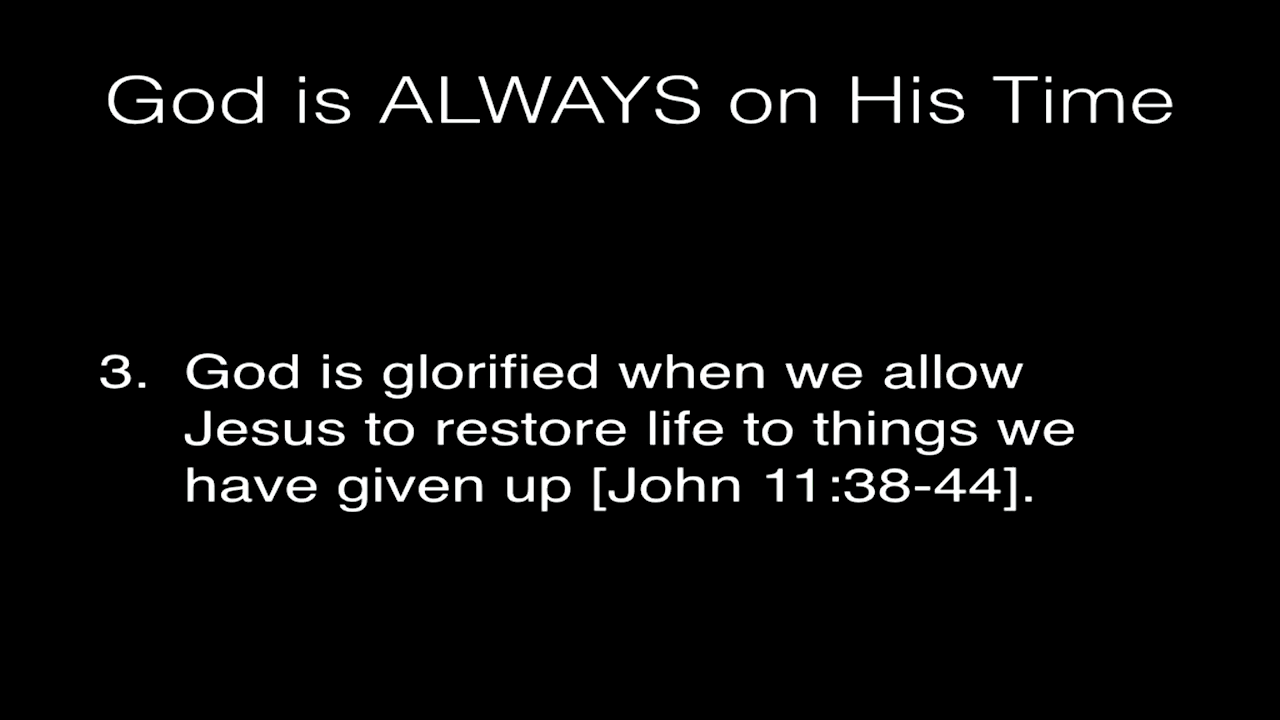 God is ALWAYS on His Time
3. God is glorified when we allow
Jesus to restore life to things we
have given up [John 11:38-44].